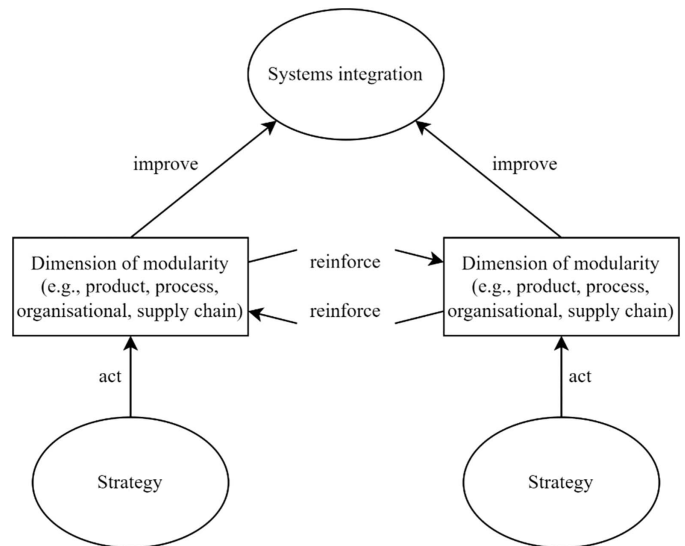 Systems integration
improve
improve
Dimension of modularity
(e.g., product, process,
organisational, supply chain)
reinforce
reinforce
Dimension of modularity
(e.g., product, process,
organisational, supply chain)
act
act
Strategy
Strategy